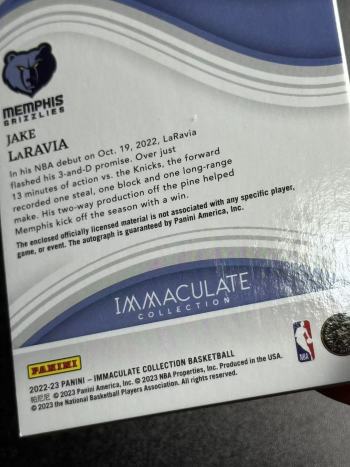 MEMPHIS
GRIZZLIES
JAKE
LaRAVIA
In his NBA debut on Oct. 19, 2022, LaRavia
flashed his 3-and-D promise. Over just
13 minutes of action vs. the Knicks, the forward
recorded one steal, one block and one long-range
make. His two-way production off the pine helped
Memphis kick off the season with a win.
The enclosed officially licensed material is not associated with any specific player,
game, or event. The autograph is guaranteed by Panini America, Inc.
IMMACULATE
COLLECTION
PANINI
2022-23 PANINI – IMMACULATE COLLECTION BASKETBALL
帕尼尼 © 2023 Panini America, Inc. © 2023 NBA Properties, Inc. Produced in the USA.
© 2023 the National Basketball Players Association. All rights reserved.
NBA